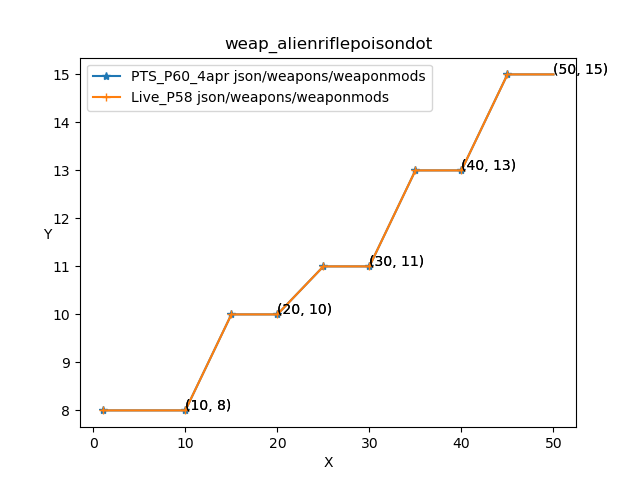 weap_alienriflepoisondot
PTS_P60_4apr json/weapons/weaponmods
Live_P58 json/weapons/weaponmods
(50, 15)
(40, 13)
(30, 11)
(20, 10)
(10, 8)
15
14
13
12
11
10
9
8
Y
0 10 20 30 40 50
X